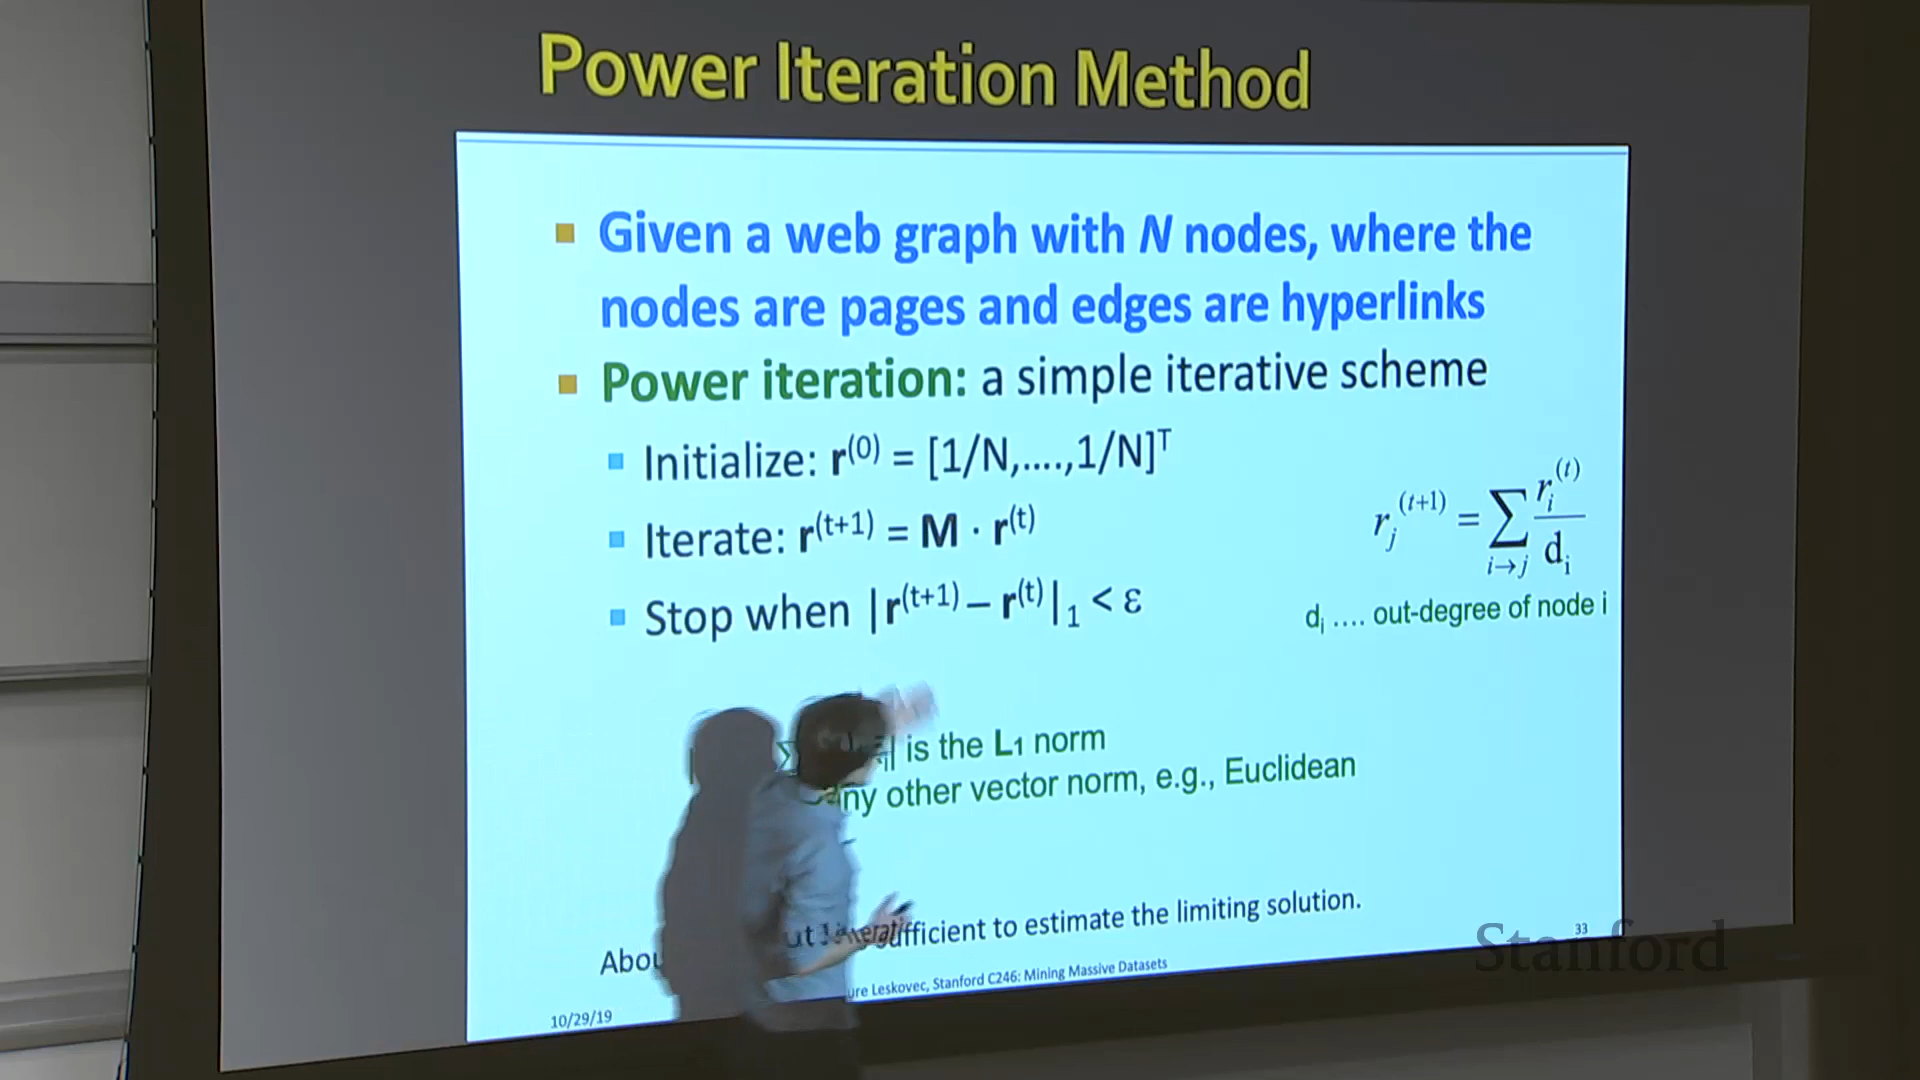 Power Iteration Method
Given a web graph with N nodes, where the
nodes are pages and edges are hyperlinks
Power iteration: a simple iterative scheme
Initialize: r(0) = [1/N,....,1/N]T
Iterate: r(t+1) = M · r(t)
Stop when |r(t+1) – r(t)|1 < ε
rj(t+1) = ∑i→j ri(t)/di
di .... out-degree of node i
is the L1 norm
any other vector norm, e.g., Euclidean
to estimate the limiting solution.
33
Leskovec, Stanford C246: Mining Massive Datasets
10/29/19
Stanford